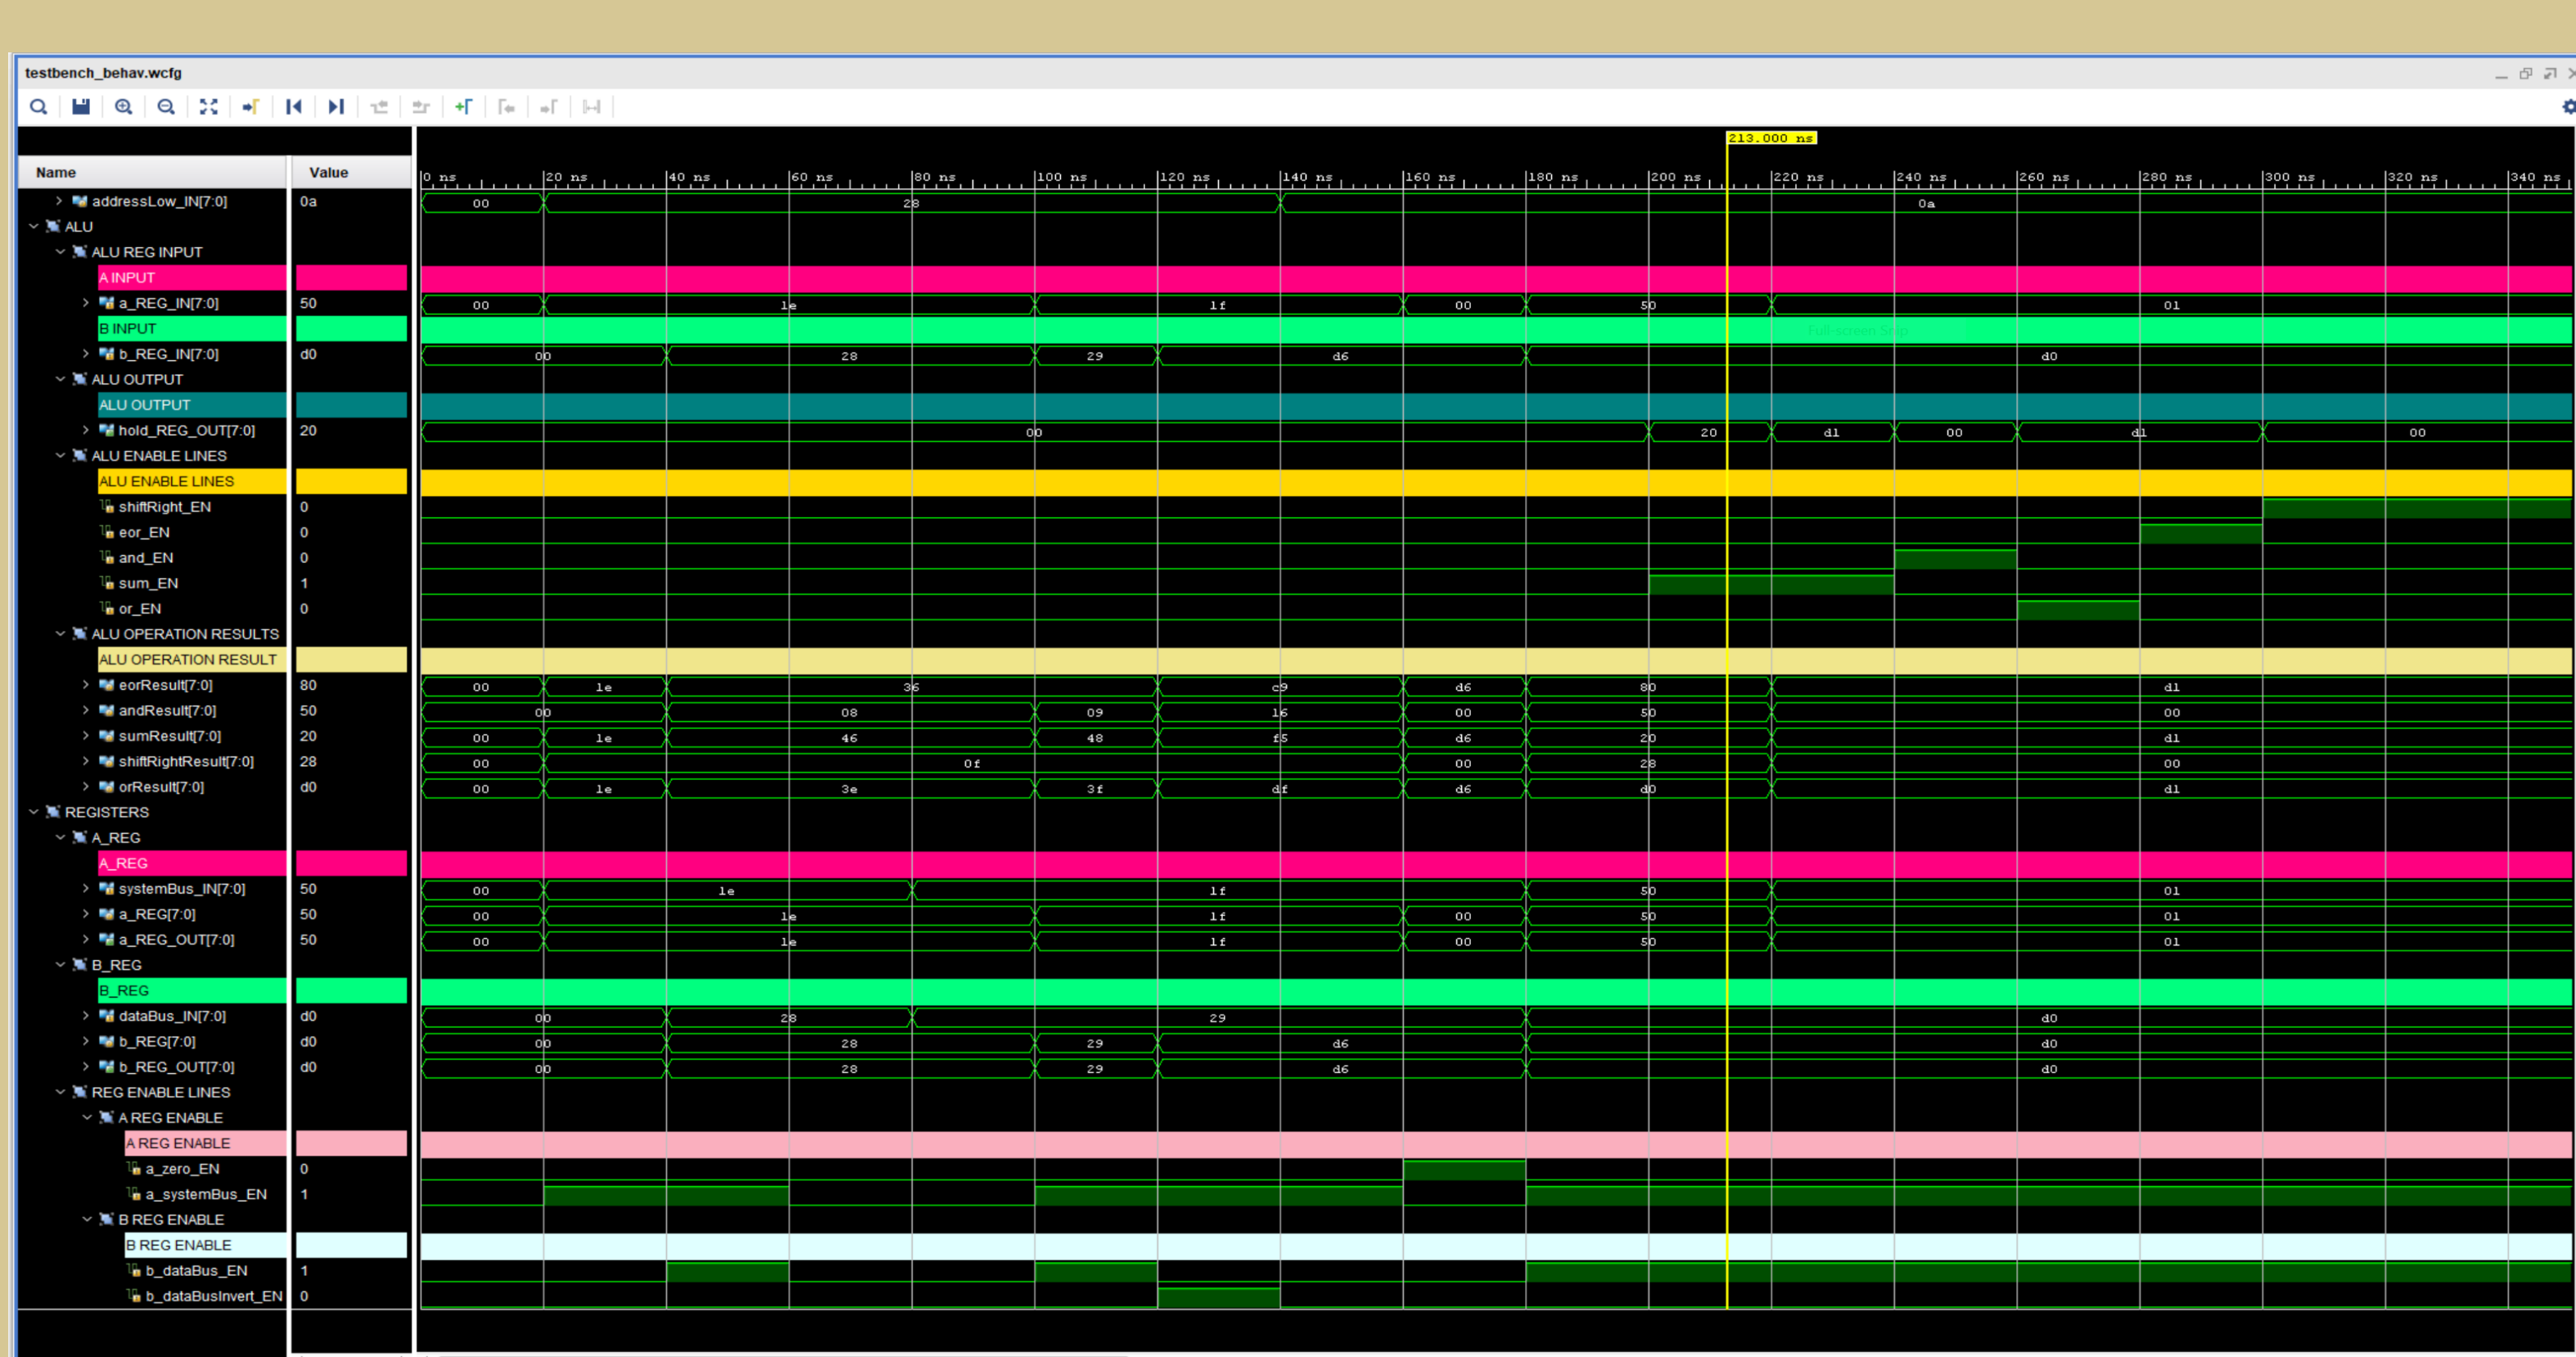 testbench_behav.wcfg
213.000 ns
Name Value 0 ns 20 ns 40 ns 60 ns 80 ns 100 ns 120 ns 140 ns 160 ns 180 ns 200 ns 220 ns 240 ns 260 ns 280 ns 300 ns 320 ns 340 ns
addressLow_IN[7:0] 0a 00 28 0a
ALU
ALU REG INPUT
A INPUT
a_REG_IN[7:0] 50 00 1e 1f 00 50 01
B INPUT Full-screen Snip
b_REG_IN[7:0] d0 00 28 29 d6 d0
ALU OUTPUT
ALU OUTPUT
hold_REG_OUT[7:0] 20 00 20 d1 00 d1 00
ALU ENABLE LINES
ALU ENABLE LINES
shiftRight_EN 0
eor_EN 0
and_EN 0
sum_EN 1
or_EN 0
ALU OPERATION RESULTS
ALU OPERATION RESULT
eorResult[7:0] 80 00 1e 36 c9 d6 80 d1
andResult[7:0] 50 00 08 09 16 00 50 00
sumResult[7:0] 20 00 1e 46 48 f5 d6 20 d1
shiftRightResult[7:0] 28 00 0f 00 28 00
orResult[7:0] d0 00 1e 3e 3f df d6 d0 d1
REGISTERS
A_REG
A_REG
systemBus_IN[7:0] 50 00 1e 1f 50 01
a_REG[7:0] 50 00 1e 1f 00 50 01
a_REG_OUT[7:0] 50 00 1e 1f 00 50 01
B_REG
B_REG
dataBus_IN[7:0] d0 00 28 29 d0
b_REG[7:0] d0 00 28 29 d6 d0
b_REG_OUT[7:0] d0 00 28 29 d6 d0
REG ENABLE LINES
A REG ENABLE
A REG ENABLE
a_zero_EN 0
a_systemBus_EN 1
B REG ENABLE
B REG ENABLE
b_dataBus_EN 1
b_dataBusInvert_EN 0